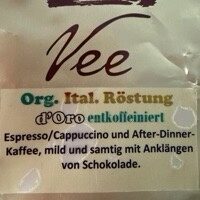 Vee
Org. Ital. Röstung
d'Oro entkoffeiniert
Espresso/Cappuccino und After-Dinner-
Kaffee, mild und samtig mit Anklängen
von Schokolade.